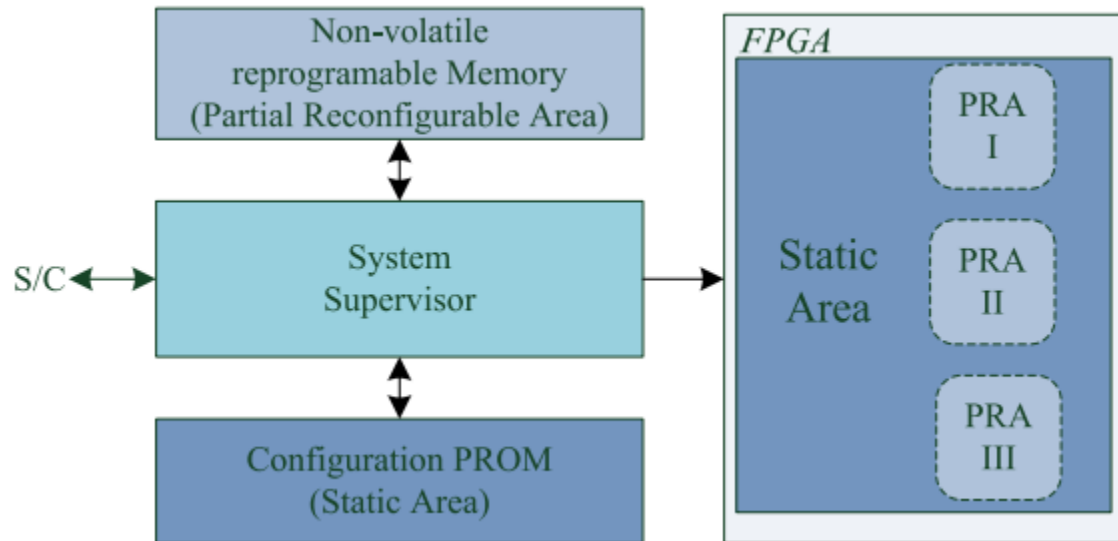 Non-volatile
reprogramable Memory
(Partial Reconfigurable Area)
S/C
System
Supervisor
Configuration PROM
(Static Area)
FPGA
Static
Area
PRA
I
PRA
II
PRA
III